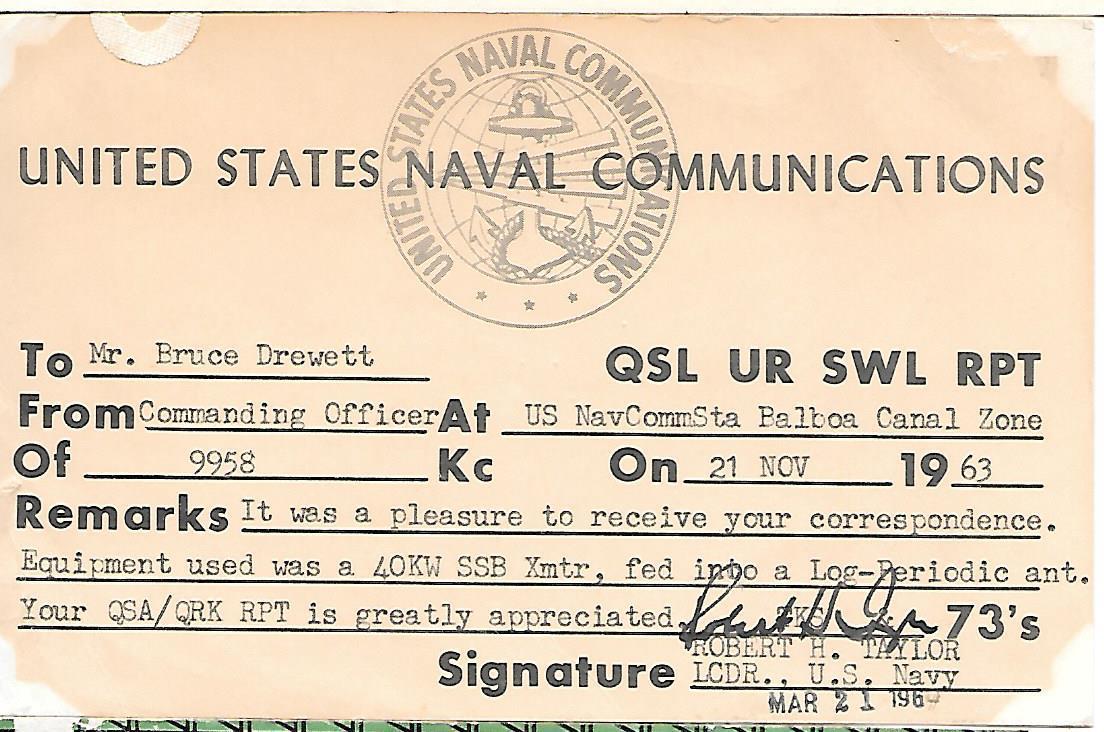 UNITED STATES NAVAL COMMUNICATIONS
UNITED STATES NAVAL COMMUNICATIONS
To Mr. Bruce Drewett QSL UR SWL RPT
From Commanding Officer At US NavCommSta Balboa Canal Zone
Of 9958 Kc On 21 NOV 19 63
Remarks It was a pleasure to receive your correspondence.
Equipment used was a 40KW SSB Xmtr, fed into a Log-Periodic ant.
Your QSA/QRK RPT is greatly appreciated. TKS & 73's
ROBERT H. TAYLOR
Signature LCDR., U.S. Navy
MAR 21 196